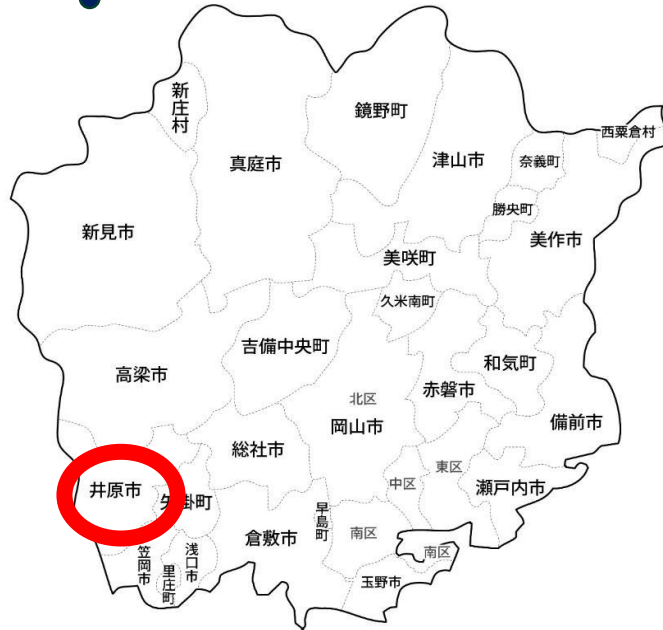 新庄村
鏡野町
西粟倉村
奈義町
津山市
真庭市
勝央町
新見市
美作市
美咲町
久米南町
吉備中央町
和気町
高梁市
赤磐市
北区
備前市
岡山市
総社市
東区
中区
瀬戸内市
井原市
矢掛町
早島町
南区
倉敷市
浅口市
笠岡市
南区
里庄町
玉野市